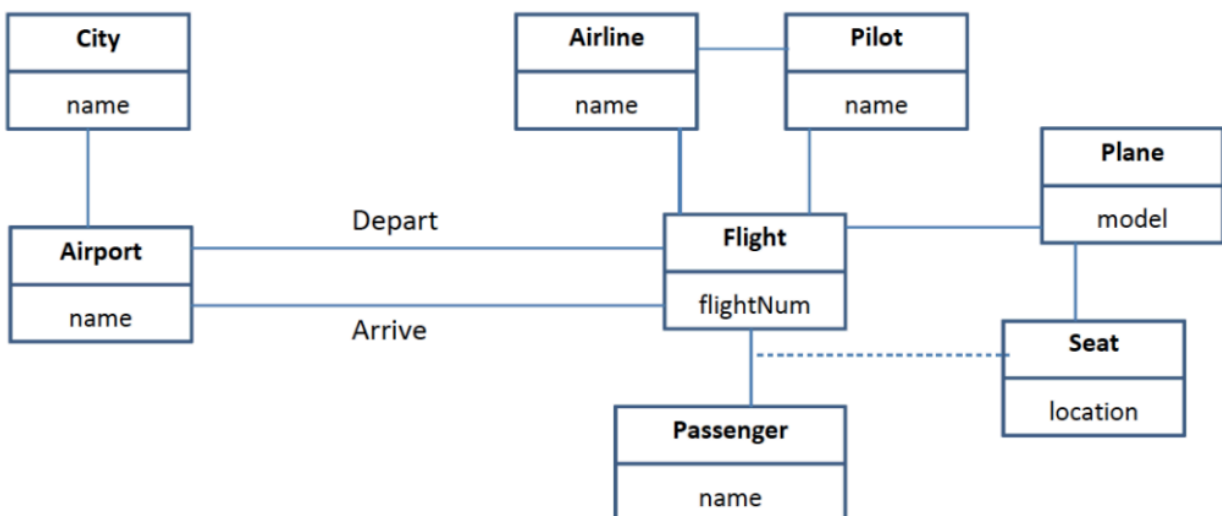 City
name
Airline
name
Pilot
name
Plane
model
Airport
name
Depart
Arrive
Flight
flightNum
Seat
location
Passenger
name